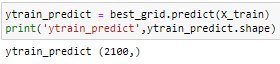 ytrain_predict = best_grid.predict(X_train)
print('ytrain_predict',ytrain_predict.shape)
ytrain_predict (2100,)